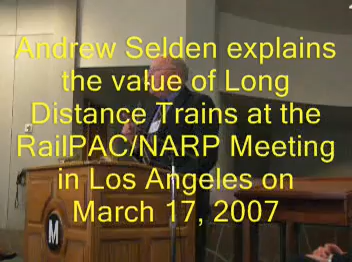 Andrew Selden explains
the value of Long
Distance Trains at the
RailPAC/NARP Meeting
in Los Angeles on
March 17, 2007
M